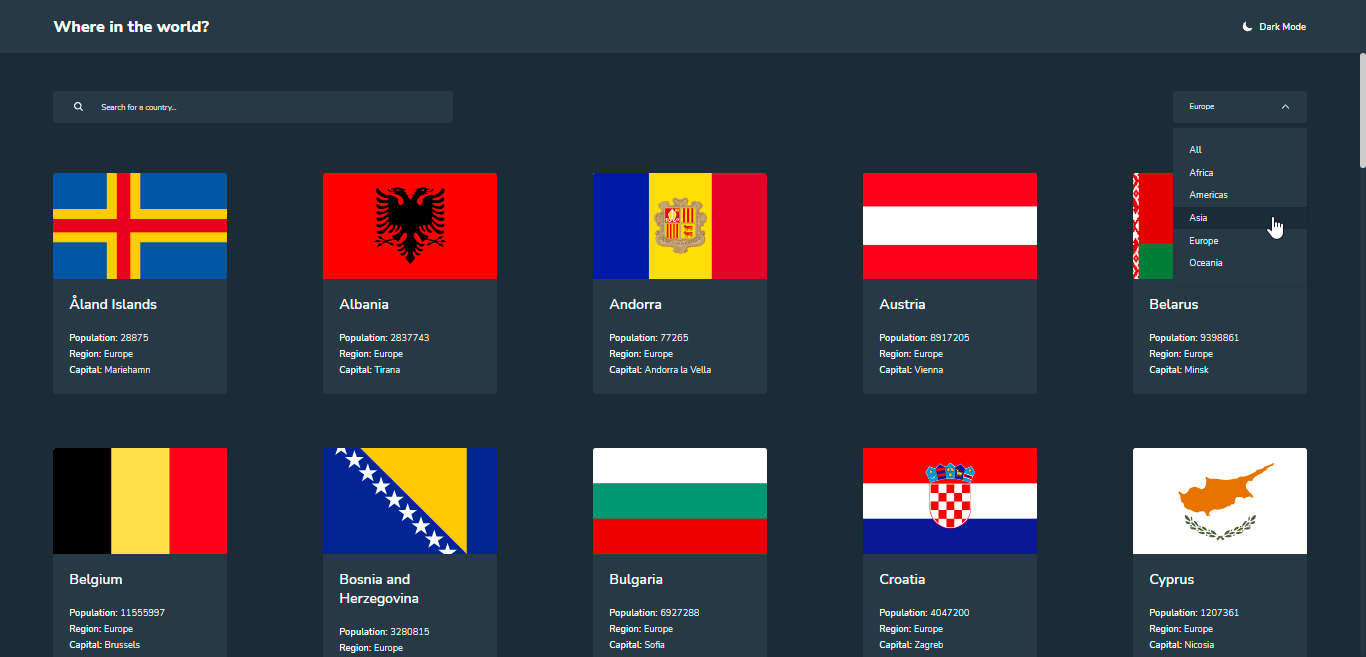 Where in the world?
Dark Mode
Search for a country...
Europe
All
Africa
Americas
Asia
Europe
Oceania
Åland Islands
Population: 28875
Region: Europe
Capital: Mariehamn
Albania
Population: 2837743
Region: Europe
Capital: Tirana
Andorra
Population: 77265
Region: Europe
Capital: Andorra la Vella
Austria
Population: 8917205
Region: Europe
Capital: Vienna
Belarus
Population: 9398861
Region: Europe
Capital: Minsk
Belgium
Population: 11555997
Region: Europe
Capital: Brussels
Bosnia and
Herzegovina
Population: 3280815
Region: Europe
Bulgaria
Population: 6927288
Region: Europe
Capital: Sofia
Croatia
Population: 4047200
Region: Europe
Capital: Zagreb
Cyprus
Population: 1207361
Region: Europe
Capital: Nicosia